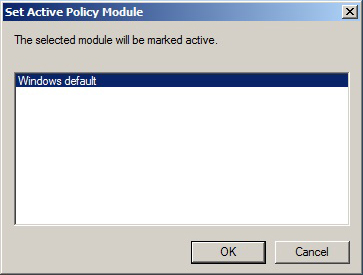 Set Active Policy Module
The selected module will be marked active.
Windows default
OK
Cancel